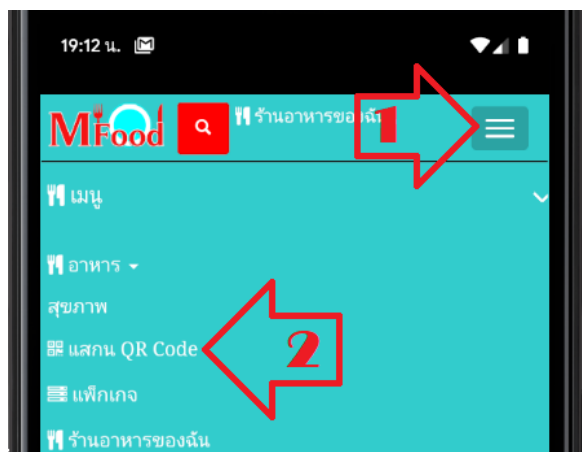 19:12 น.
MFood
ร้านอาหารของฉัน
1
เมนู
อาหาร
สุขภาพ
แสกน QR Code
2
แพ็กเกจ
ร้านอาหารของฉัน